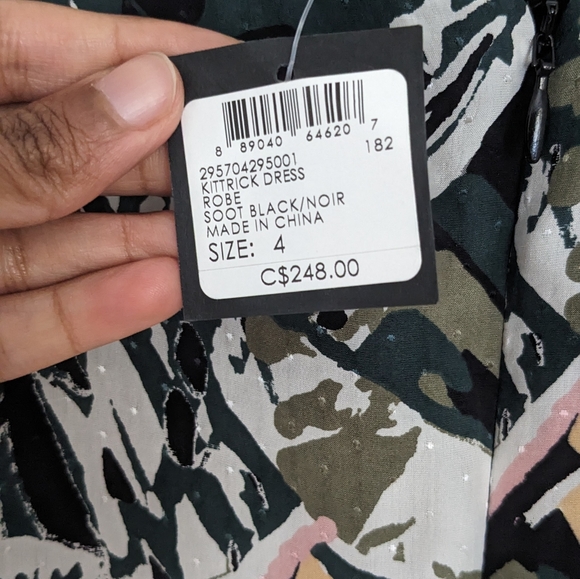 8 89040 64620 7
182
295704295001
KITTRICK DRESS
ROBE
SOOT BLACK/NOIR
MADE IN CHINA
SIZE: 4
C$248.00